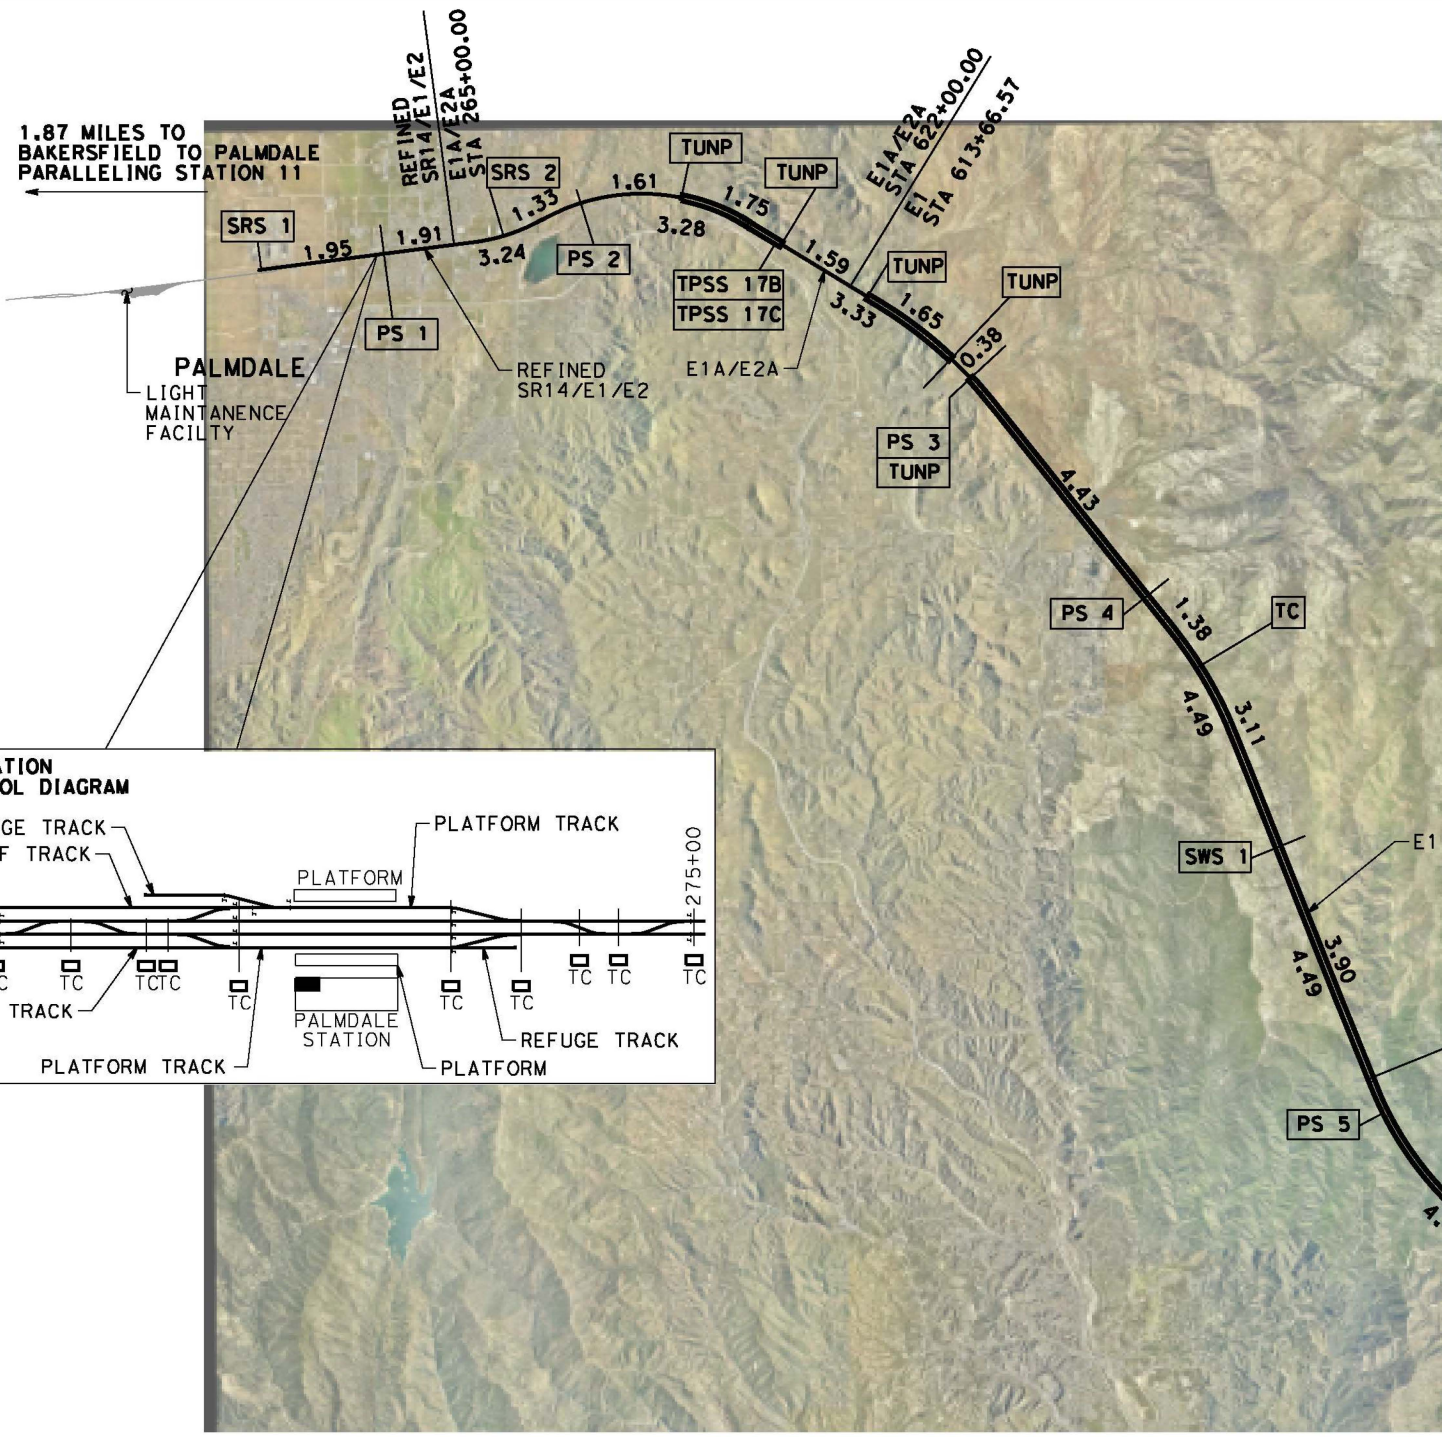 1.87 MILES TO
BAKERSFIELD TO PALMDALE
PARALLELING STATION 11
REFINED
SR14/E1/E2
E1A/E2A
STA 265+00.00
SRS 1
1.95
1.91
PS 1
3.24
SRS 2
1.33
PS 2
1.61
3.28
TUNP
1.75
TUNP
TPSS 17B
TPSS 17C
1.59
3.33
E1A/E2A
STA 622+00.00
E1
STA 613+66.57
TUNP
1.65
TUNP
0.38
PALMDALE
LIGHT
MAINTANENCE
FACILTY
REFINED
SR14/E1/E2
E1A/E2A
PS 3
TUNP
4.43
PS 4
1.38
TC
4.49
3.11
SWS 1
E1
3.90
4.49
PS 5
4.
ATION
OL DIAGRAM
GE TRACK
F TRACK
PLATFORM TRACK
PLATFORM
275+00
C
TC
TC
TC
TC
TC
TC
TC
TC
TC
TRACK
PALMDALE
STATION
REFUGE TRACK
PLATFORM TRACK
PLATFORM